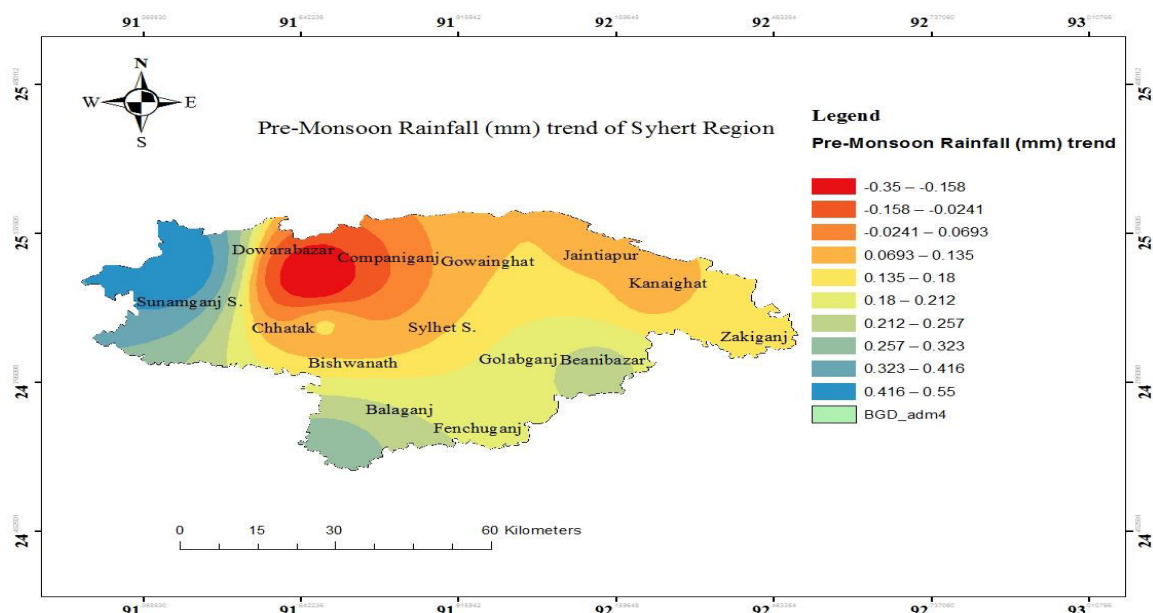 91 91 91 92 92 92 93
25
25
24
24
25
25
24
24
N
W E
S
Pre-Monsoon Rainfall (mm) trend of Syhert Region
Legend
Pre-Monsoon Rainfall (mm) trend
-0.35 – -0.158
-0.158 – -0.0241
-0.0241 – 0.0693
0.0693 – 0.135
0.135 – 0.18
0.18 – 0.212
0.212 – 0.257
0.257 – 0.323
0.323 – 0.416
0.416 – 0.55
BGD_adm4
Dowarabazar
Companiganj Gowainghat
Jaintiapur
Kanaighat
Sunamganj S.
Chhatak
Sylhet S.
Zakiganj
Bishwanath
Golabganj Beanibazar
Balaganj
Fenchuganj
0 15 30 60 Kilometers
91 91 91 92 92 92 93